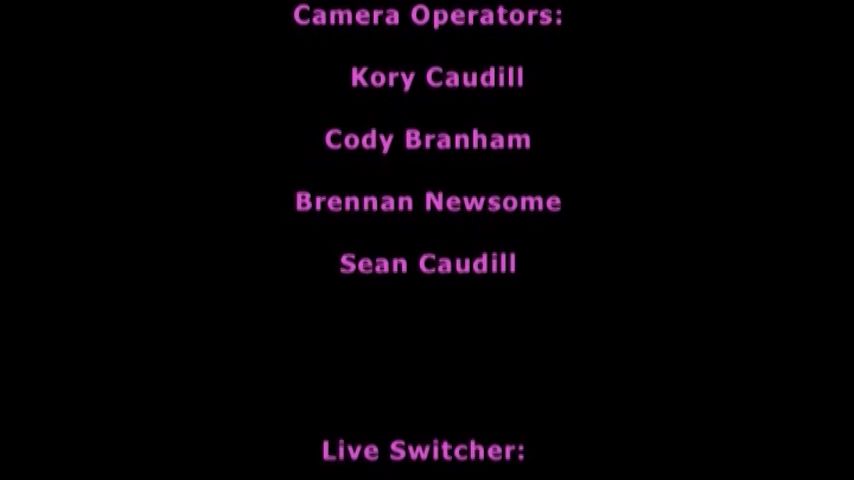 Camera Operators:
Kory Caudill
Cody Branham
Brennan Newsome
Sean Caudill
Live Switcher: